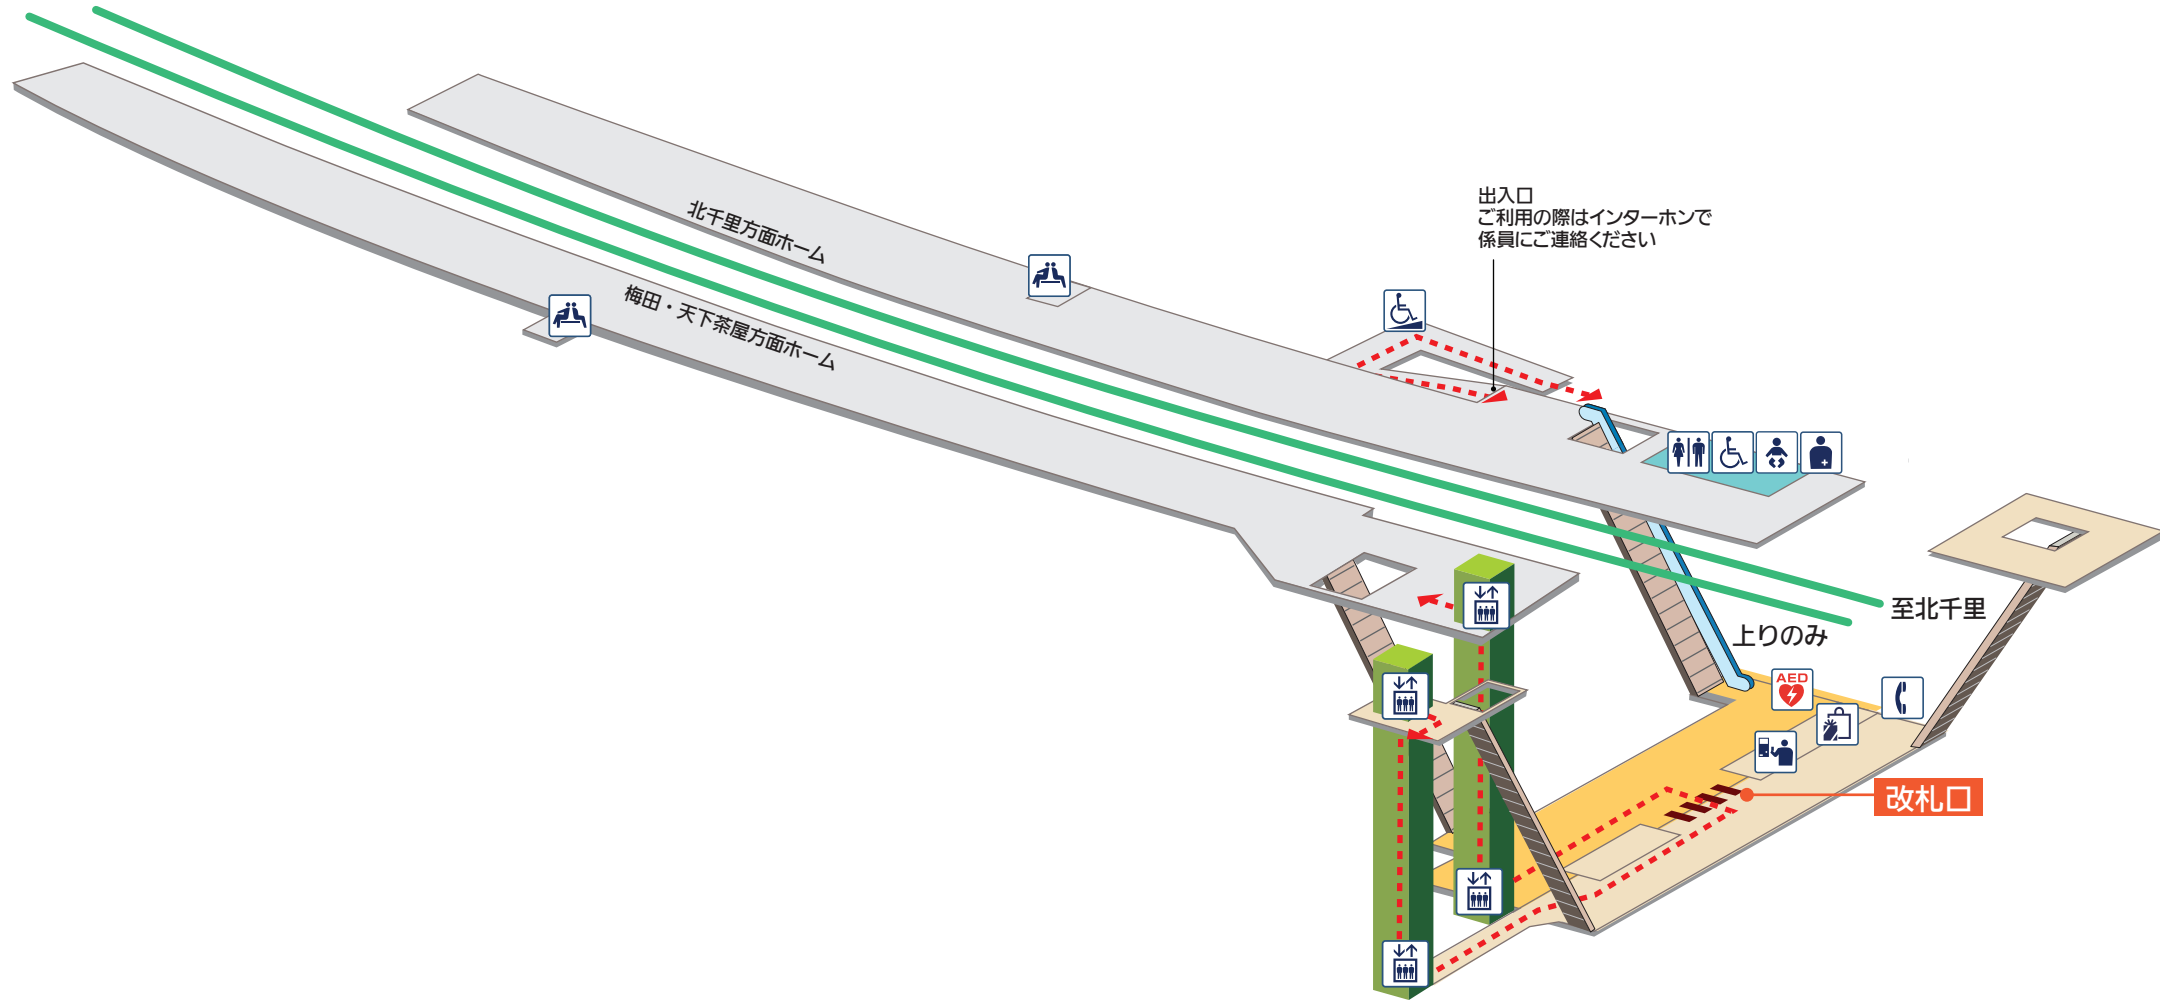 出入口
ご利用の際はインターホンで
係員にご連絡ください
北千里方面ホーム
梅田・天下茶屋方面ホーム
至北千里
上りのみ
AED
改札口